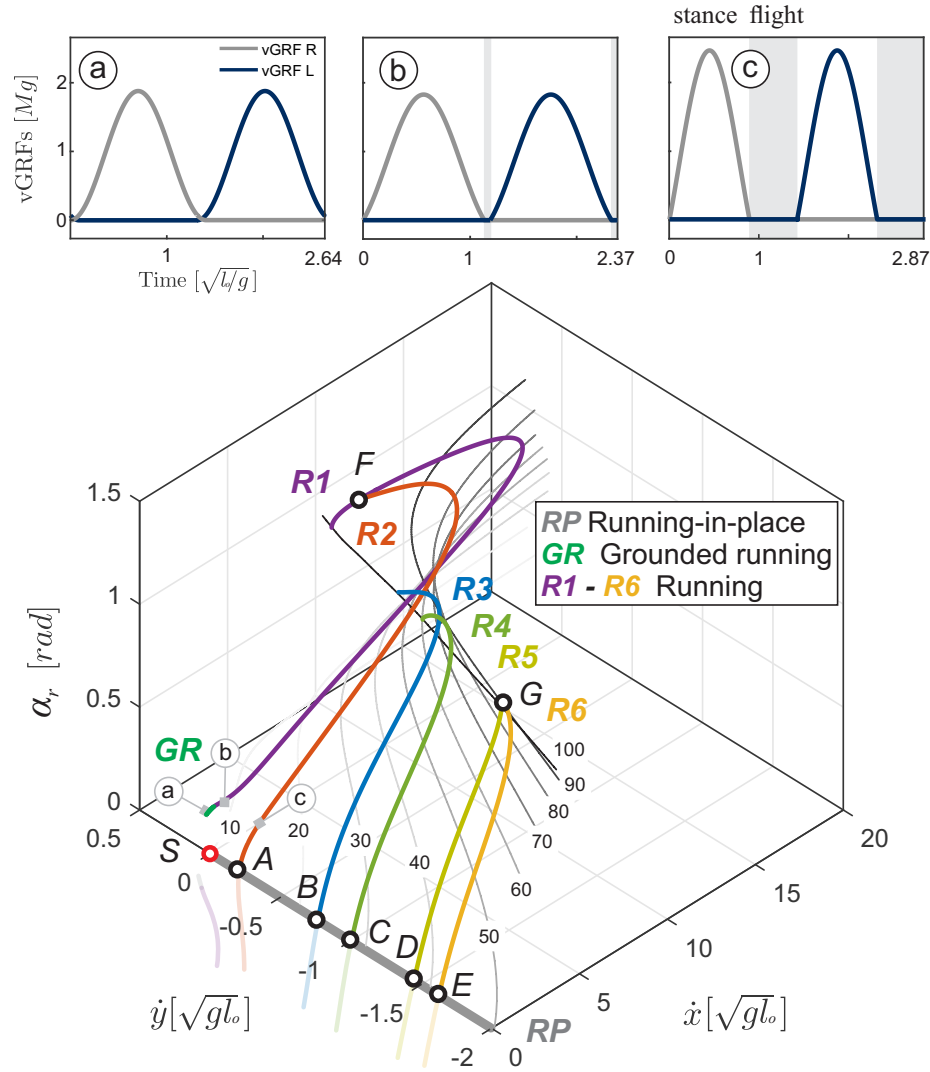 stance flight
a
vGRF R
vGRF L
b
c
vGRFs [Mg]
2
1
0
1
2.64
0
1
2.37
0
1
2.87
Time [√l₀/g]
1.5
1
0.5
0
α_r [rad]
R1
F
R2
R3
R4
R5
G
R6
RP Running-in-place
GR Grounded running
R1 - R6 Running
GR
b
a
c
10
20
30
40
50
60
70
80
90
100
0.5
0
-0.5
-1
-1.5
-2
S
A
B
C
D
E
RP
0
5
10
15
20
ẏ[√gl₀]
ẋ[√gl₀]